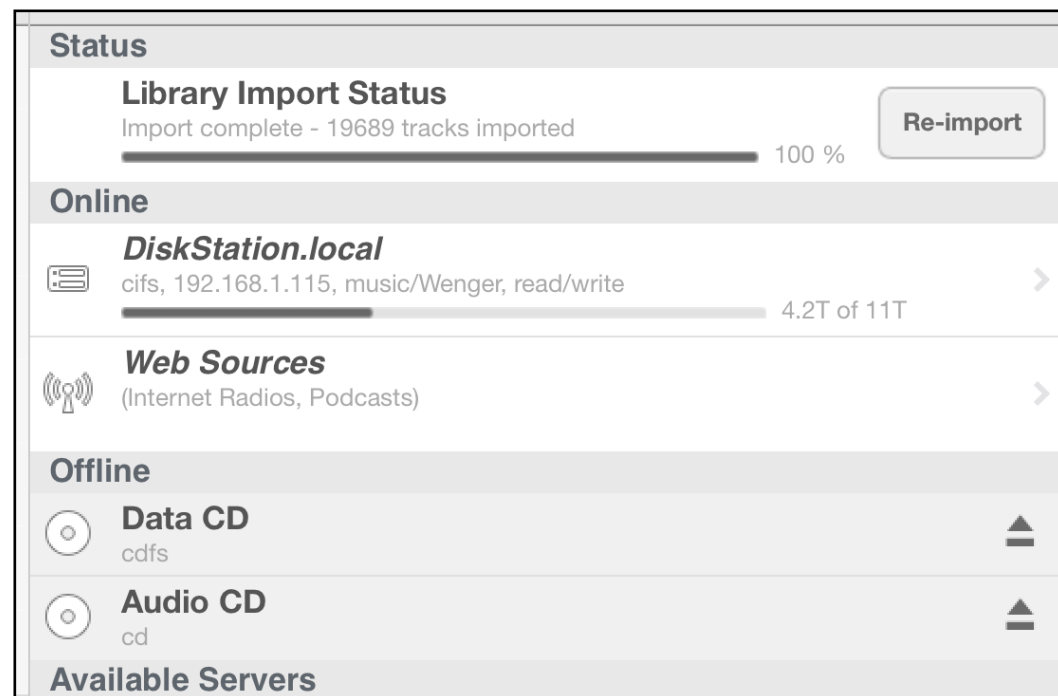 Status
Library Import Status
Import complete - 19689 tracks imported
100 %
Re-import
Online
DiskStation.local
cifs, 192.168.1.115, music/Wenger, read/write
4.2T of 11T
Web Sources
(Internet Radios, Podcasts)
Offline
Data CD
cdfs
Audio CD
cd
Available Servers